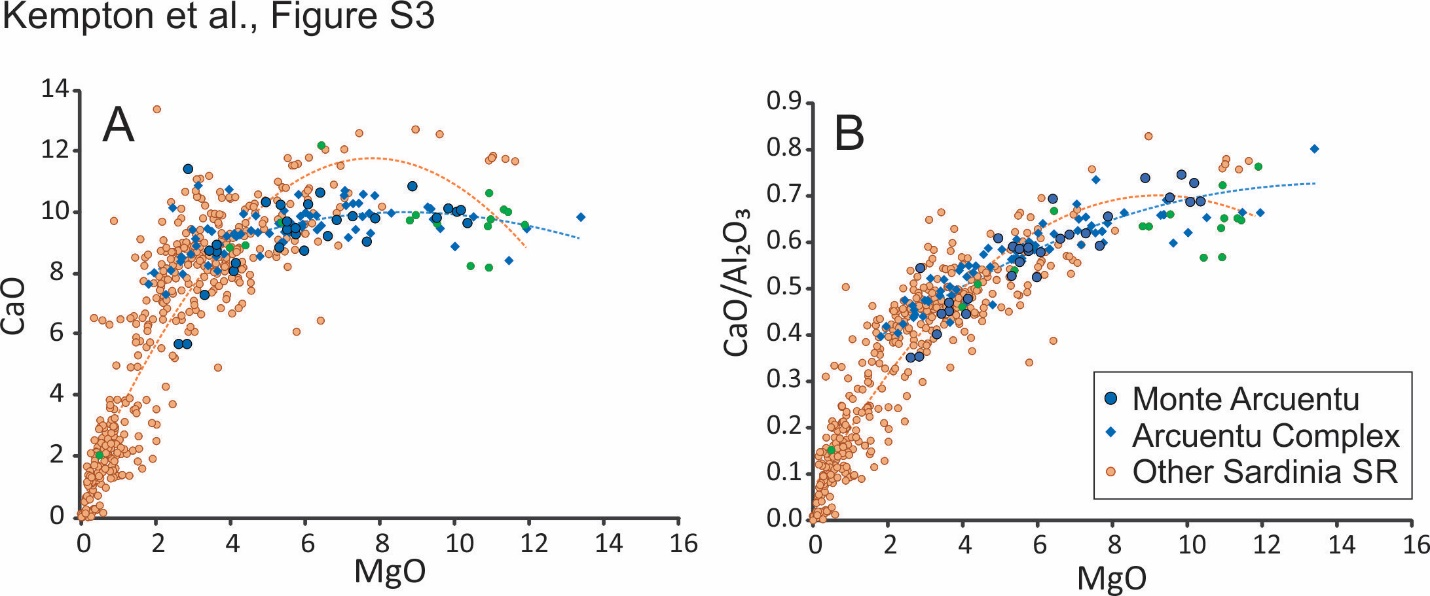 Kempton et al., Figure S3
A
CaO
14
12
10
8
6
4
2
0
0 2 4 6 8 10 12 14 16
MgO
B
CaO/Al₂O₃
0.9
0.8
0.7
0.6
0.5
0.4
0.3
0.2
0.1
0.0
0 2 4 6 8 10 12 14 16
MgO
Monte Arcuentu
Arcuentu Complex
Other Sardinia SR